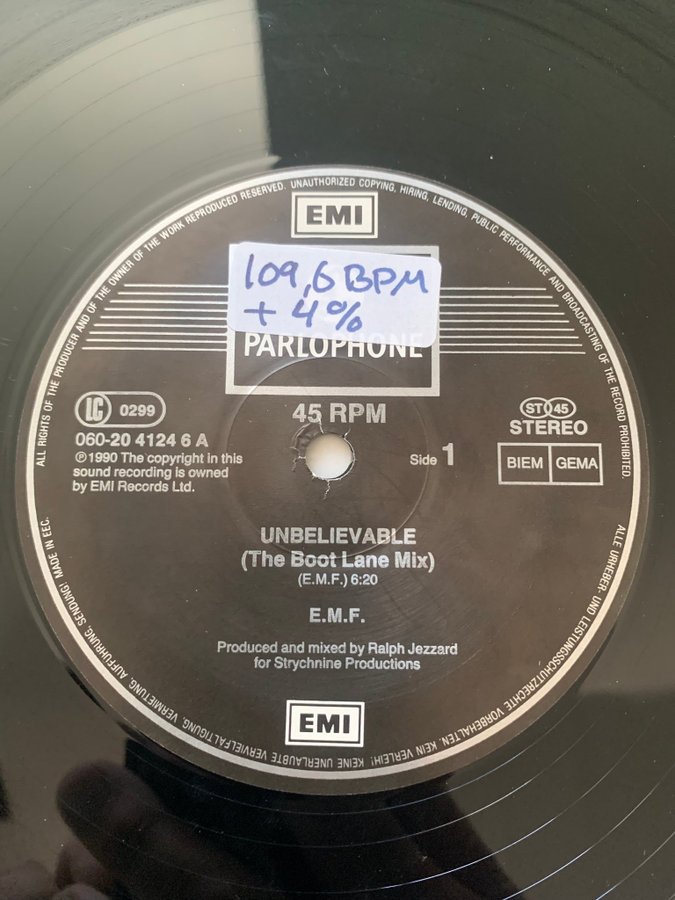 ALL RIGHTS OF THE PRODUCER AND OF THE OWNER OF THE WORK REPRODUCED RESERVED. UNAUTHORIZED COPYING, HIRING, LENDING, PUBLIC PERFORMANCE AND BROADCASTING OF THE RECORD PROHIBITED.
EMI
109,6 BPM
+ 4%
PARLOPHONE
45 RPM
LC 0299
060-20 4124 6 A
℗1990 The copyright in this
sound recording is owned
by EMI Records Ltd.
Side 1
ST 45
STEREO
BIEM GEMA
UNBELIEVABLE
(The Boot Lane Mix)
(E.M.F.) 6:20
E.M.F.
Produced and mixed by Ralph Jezzard
for Strychnine Productions
EMI
ALLE URHEBER- UND LEISTUNGSSCHUTZRECHTE VORBEHALTEN. KEIN VERLEIH! KEINE UNERLAUBTE VERVIELFÄLTIGUNG, VERMIETUNG, AUFFÜHRUNG, SENDUNG! MADE IN EEC.